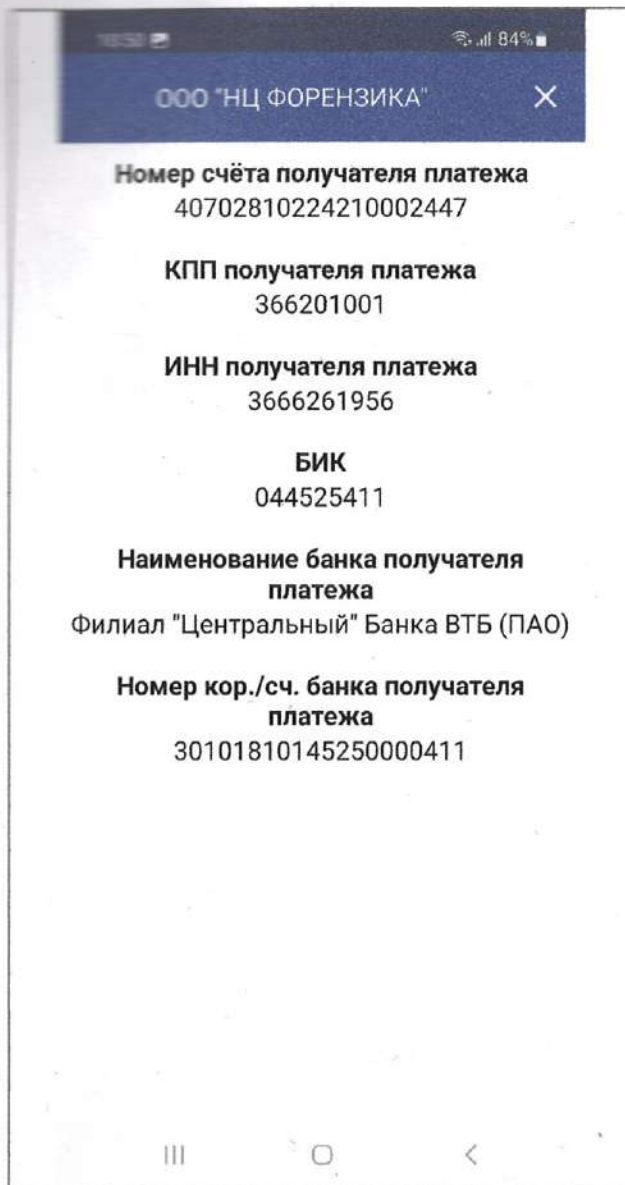 84%
ООО "НЦ ФОРЕНЗИКА"
Номер счёта получателя платежа
40702810224210002447
КПП получателя платежа
366201001
ИНН получателя платежа
3666261956
БИК
044525411
Наименование банка получателя
платежа
Филиал "Центральный" Банка ВТБ (ПАО)
Номер кор./сч. банка получателя
платежа
30101810145250000411